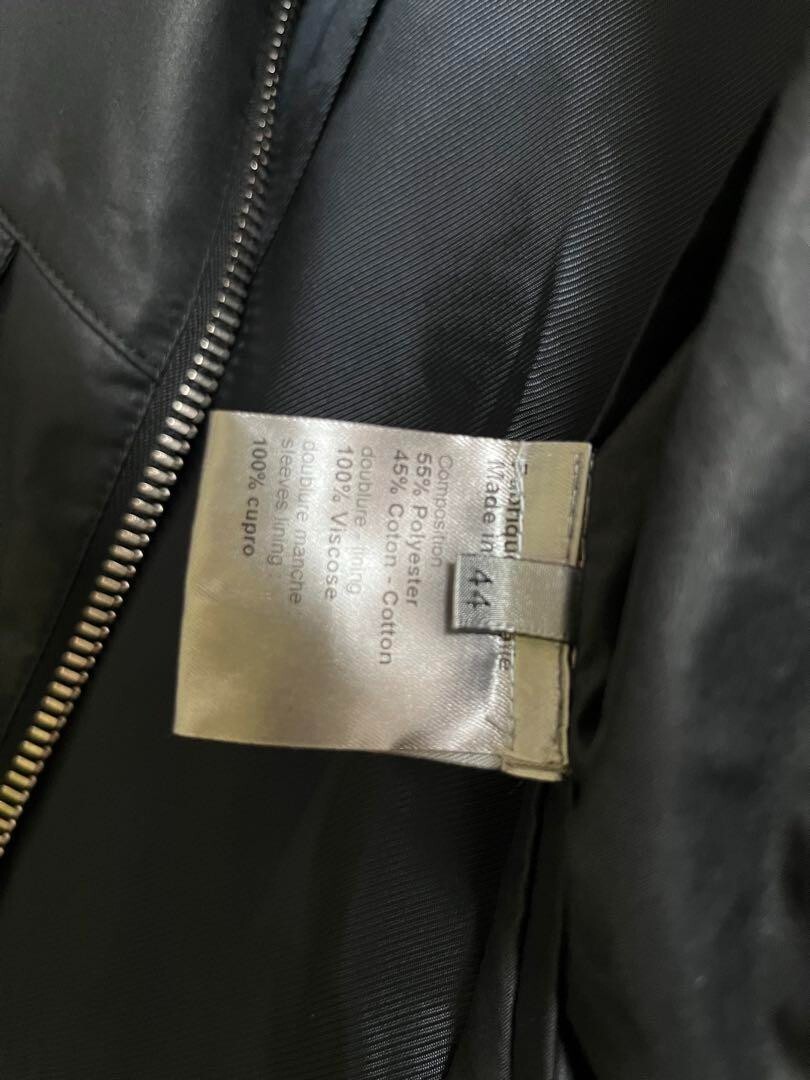 Made in
Composition
55% Polyester
45% Coton - Cotton
doublure - lining
100% Viscose
doublure manche
sleeves lining :
100% cupro
44